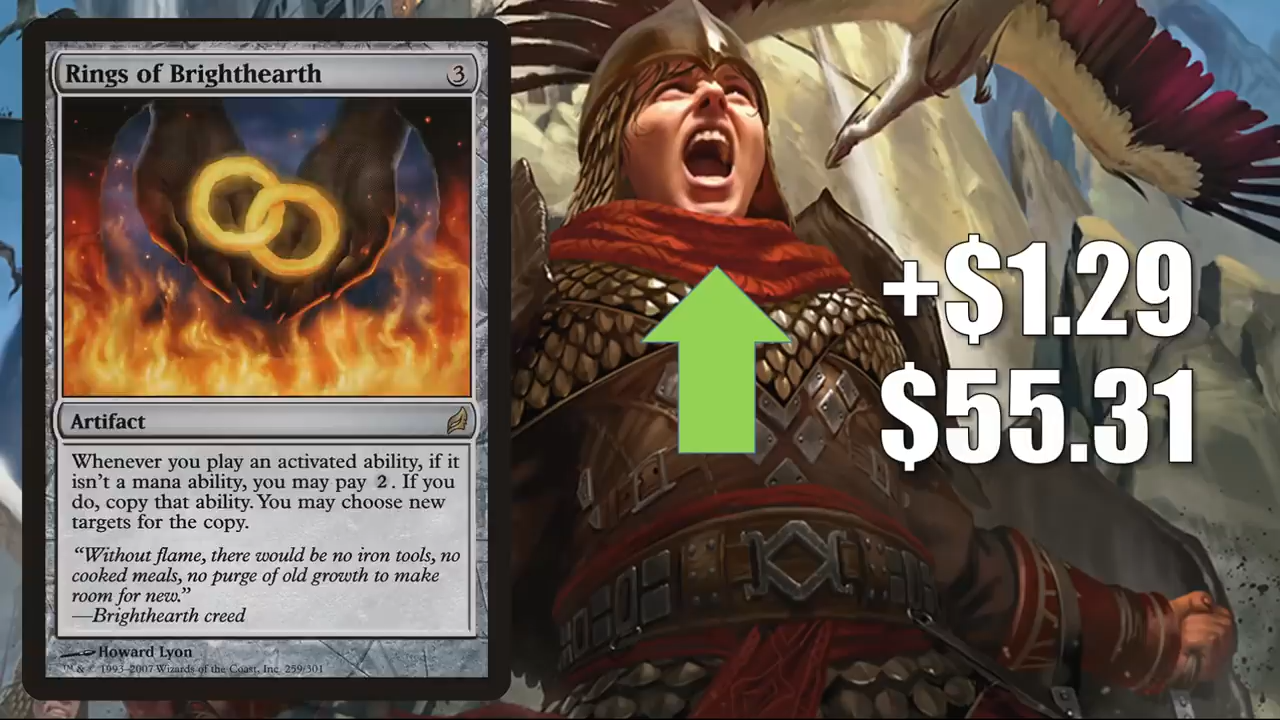 Rings of Brighthearth 3
Artifact
Whenever you play an activated ability, if it
isn't a mana ability, you may pay 2. If you
do, copy that ability. You may choose new
targets for the copy.
"Without flame, there would be no iron tools, no
cooked meals, no purge of old growth to make
room for new."
—Brighthearth creed
Howard Lyon
™ & © 1993–2007 Wizards of the Coast, Inc. 259/301
+$1.29
$55.31